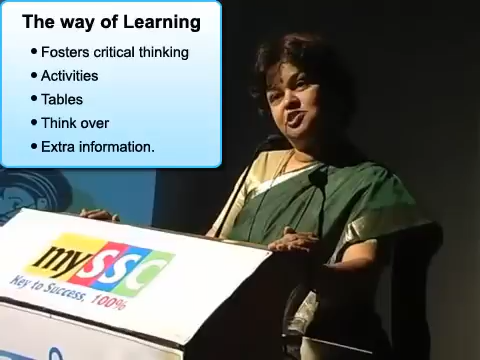 The way of Learning
• Fosters critical thinking
• Activities
• Tables
• Think over
• Extra information.
mySSC
Key to Success, 100%